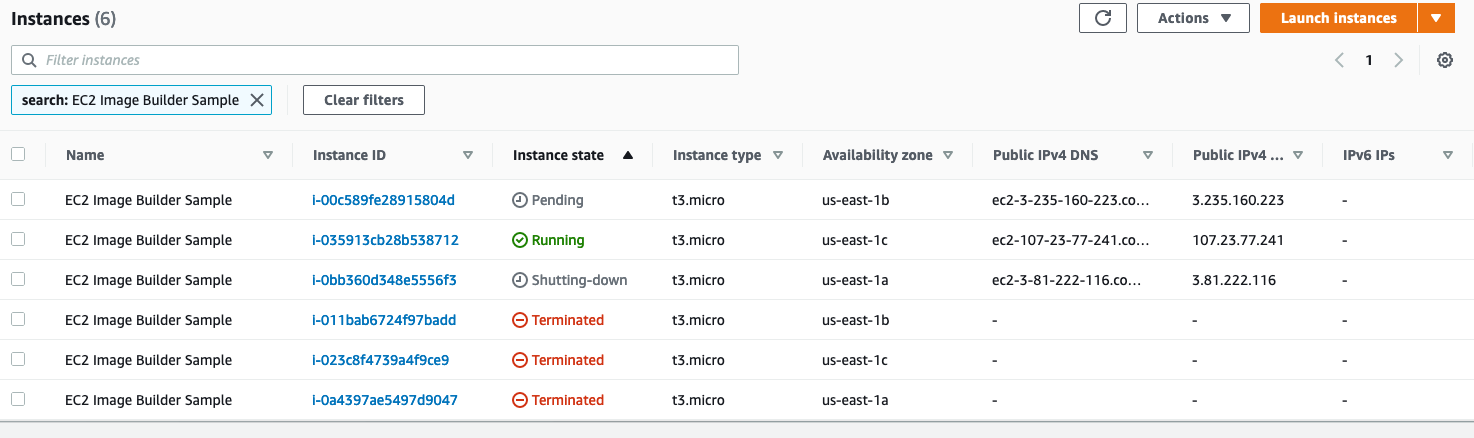 Instances (6) Actions Launch instances
Filter instances 1
search: EC2 Image Builder Sample Clear filters
Name Instance ID Instance state Instance type Availability zone Public IPv4 DNS Public IPv4 ... IPv6 IPs
EC2 Image Builder Sample i-00c589fe28915804d Pending t3.micro us-east-1b ec2-3-235-160-223.co... 3.235.160.223 -
EC2 Image Builder Sample i-035913cb28b538712 Running t3.micro us-east-1c ec2-107-23-77-241.co... 107.23.77.241 -
EC2 Image Builder Sample i-0bb360d348e5556f3 Shutting-down t3.micro us-east-1a ec2-3-81-222-116.co... 3.81.222.116 -
EC2 Image Builder Sample i-011bab6724f97badd Terminated t3.micro us-east-1b - - -
EC2 Image Builder Sample i-023c8f4739a4f9ce9 Terminated t3.micro us-east-1c - - -
EC2 Image Builder Sample i-0a4397ae5497d9047 Terminated t3.micro us-east-1a - - -